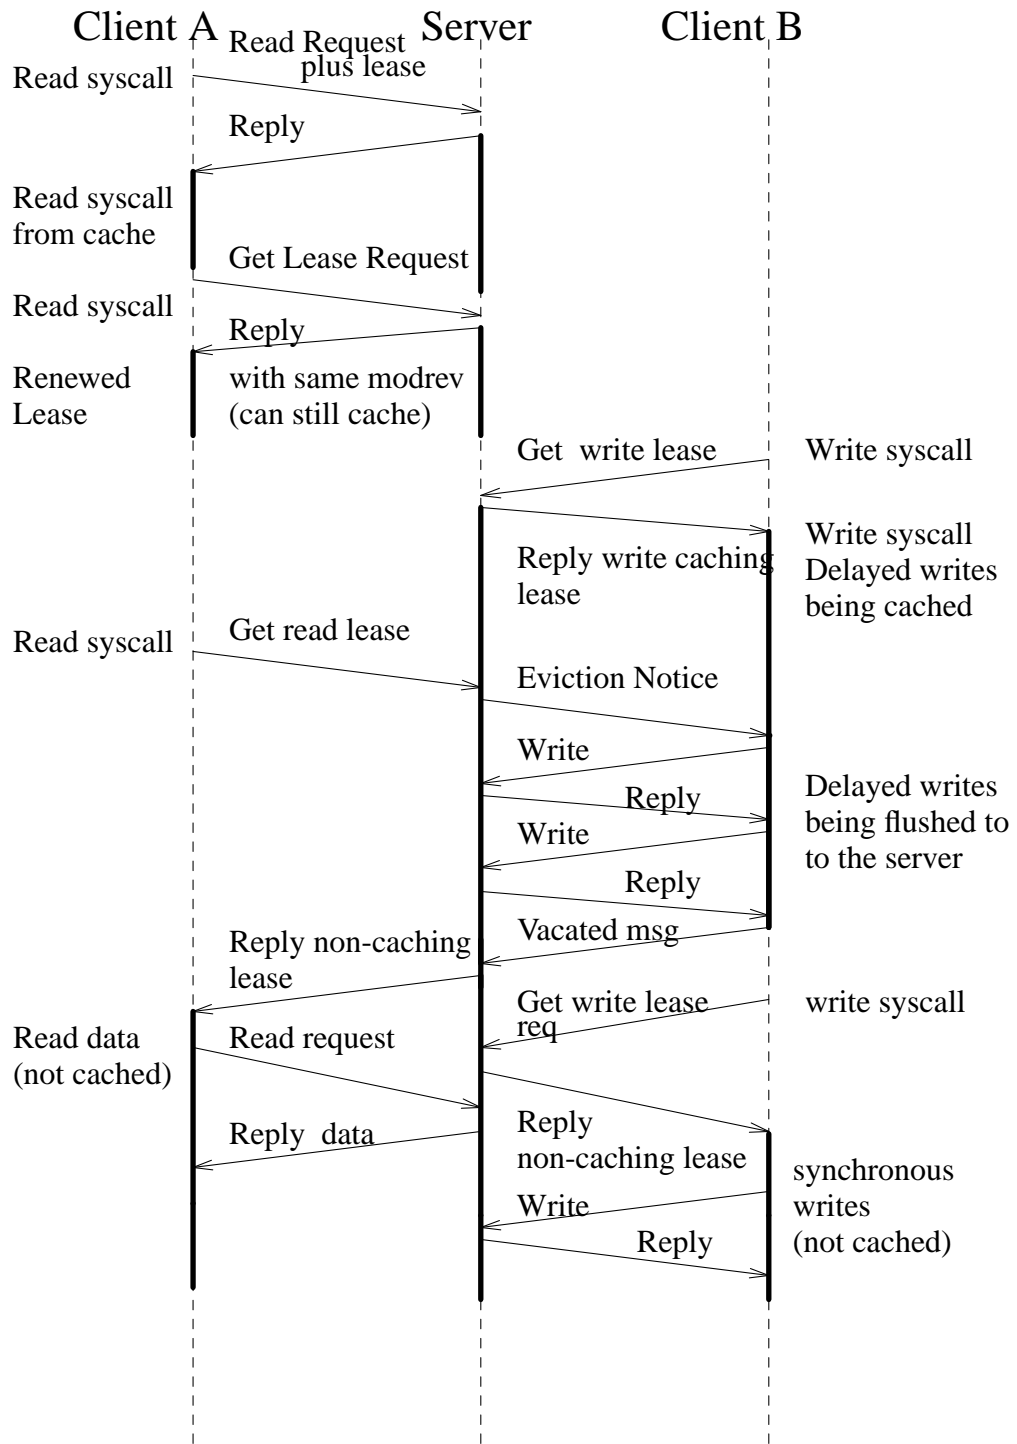 Client A
Server
Client B
Read Request
plus lease
Read syscall
Reply
Read syscall
from cache
Get Lease Request
Read syscall
Reply
Renewed
Lease
with same modrev
(can still cache)
Get write lease
Write syscall
Write syscall
Delayed writes
being cached
Reply write caching
lease
Get read lease
Read syscall
Eviction Notice
Write
Reply
Delayed writes
being flushed to
to the server
Write
Reply
Vacated msg
Reply non-caching
lease
Get write lease
req
write syscall
Read data
(not cached)
Read request
Reply data
Reply
non-caching lease
synchronous
writes
(not cached)
Write
Reply